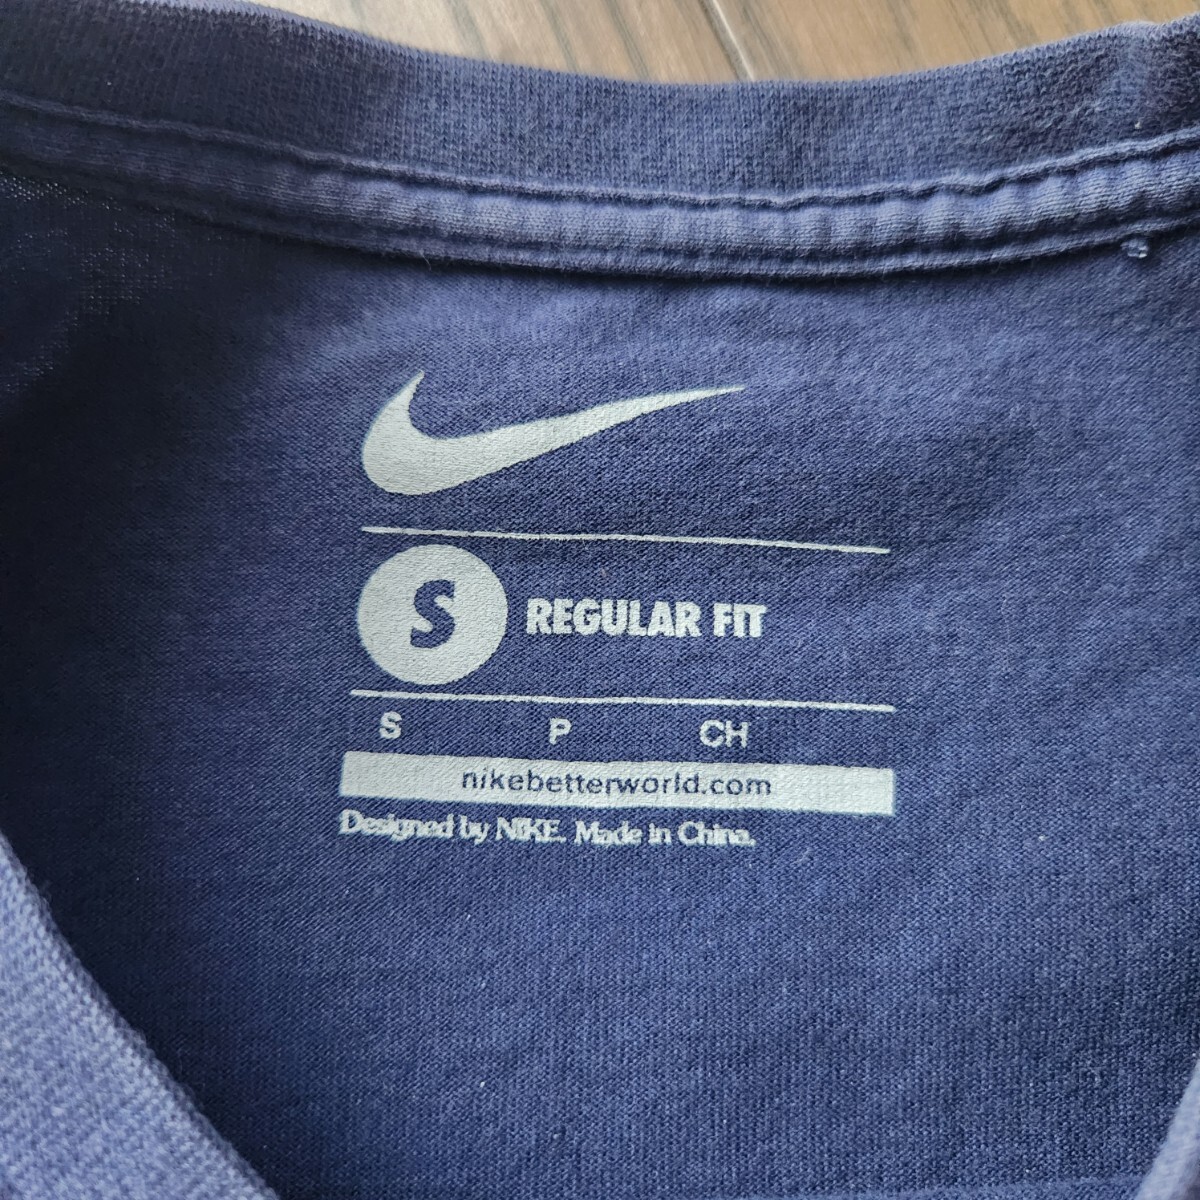 S REGULAR FIT
S P CH
nikebetterworld.com
Designed by NIKE. Made in China.